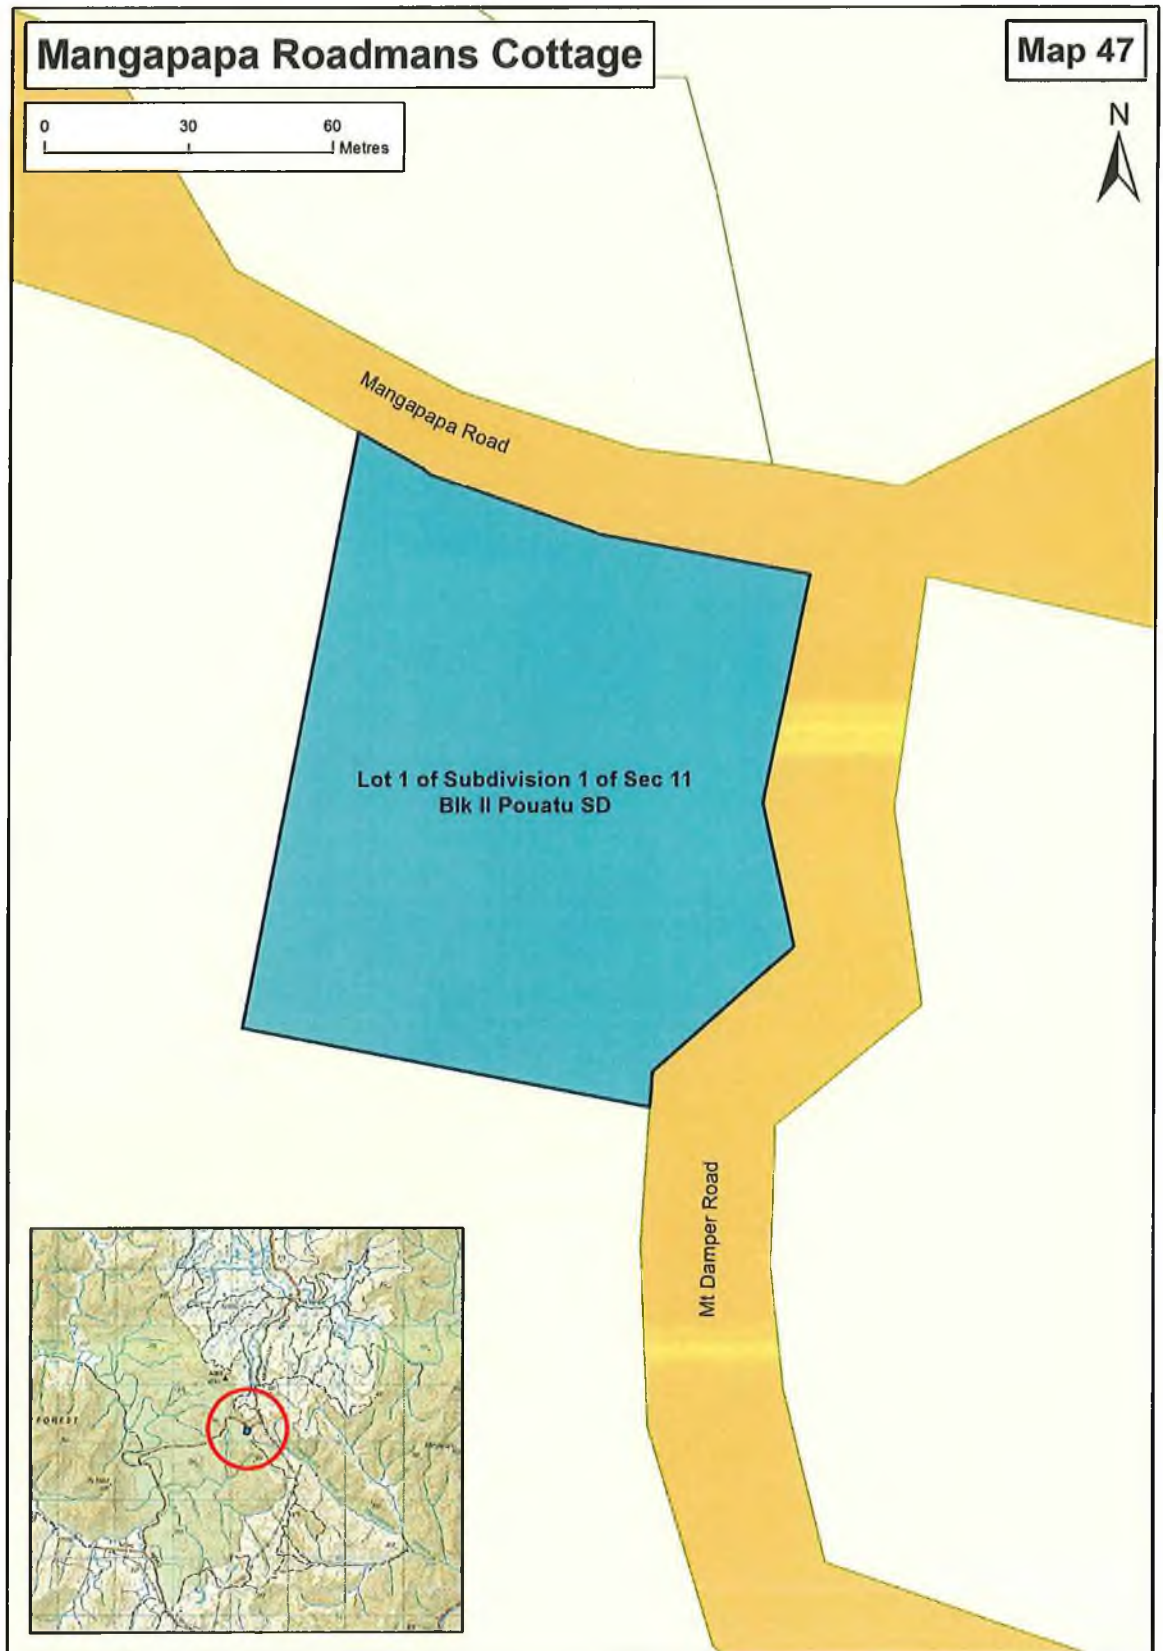 Mangapapa Roadmans Cottage
Map 47
0 30 60
Metres
N
Mangapapa Road
Lot 1 of Subdivision 1 of Sec 11
Blk II Pouatu SD
Mt Damper Road
FOREST